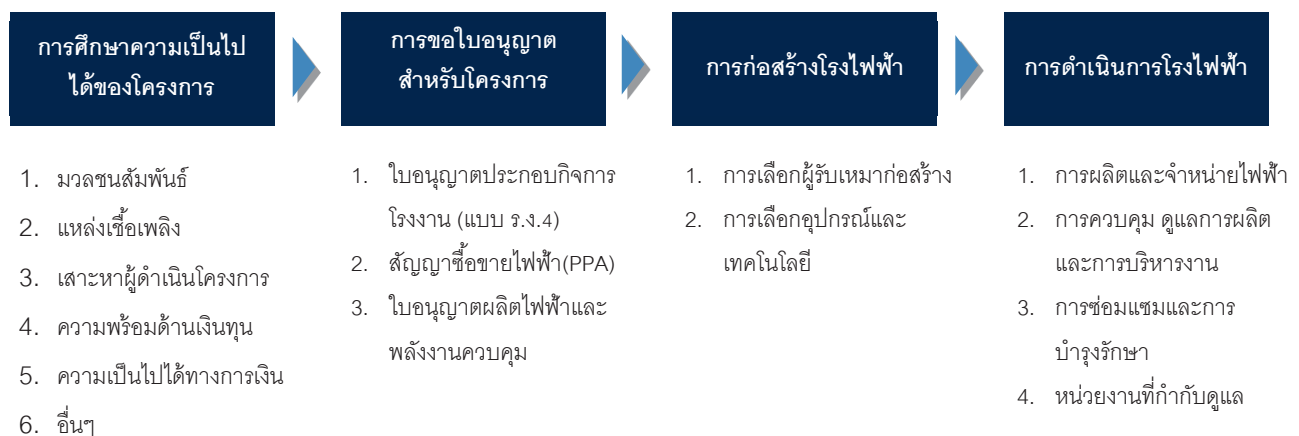 การศึกษาความเป็นไป
ได้ของโครงการ
1. มวลชนสัมพันธ์
2. แหล่งเชื้อเพลิง
3. เสาะหาผู้ดำเนินโครงการ
4. ความพร้อมด้านเงินทุน
5. ความเป็นไปได้ทางการเงิน
6. อื่นๆ
การขอใบอนุญาต
สำหรับโครงการ
1. ใบอนุญาตประกอบกิจการ
โรงงาน (แบบ ร.ง.4)
2. สัญญาซื้อขายไฟฟ้า(PPA)
3. ใบอนุญาตผลิตไฟฟ้าและ
พลังงานควบคุม
การก่อสร้างโรงไฟฟ้า
1. การเลือกผู้รับเหมาก่อสร้าง
2. การเลือกอุปกรณ์และ
เทคโนโลยี
การดำเนินการโรงไฟฟ้า
1. การผลิตและจำหน่ายไฟฟ้า
2. การควบคุม ดูแลการผลิต
และการบริหารงาน
3. การซ่อมแซมและการ
บำรุงรักษา
4. หน่วยงานที่กำกับดูแล